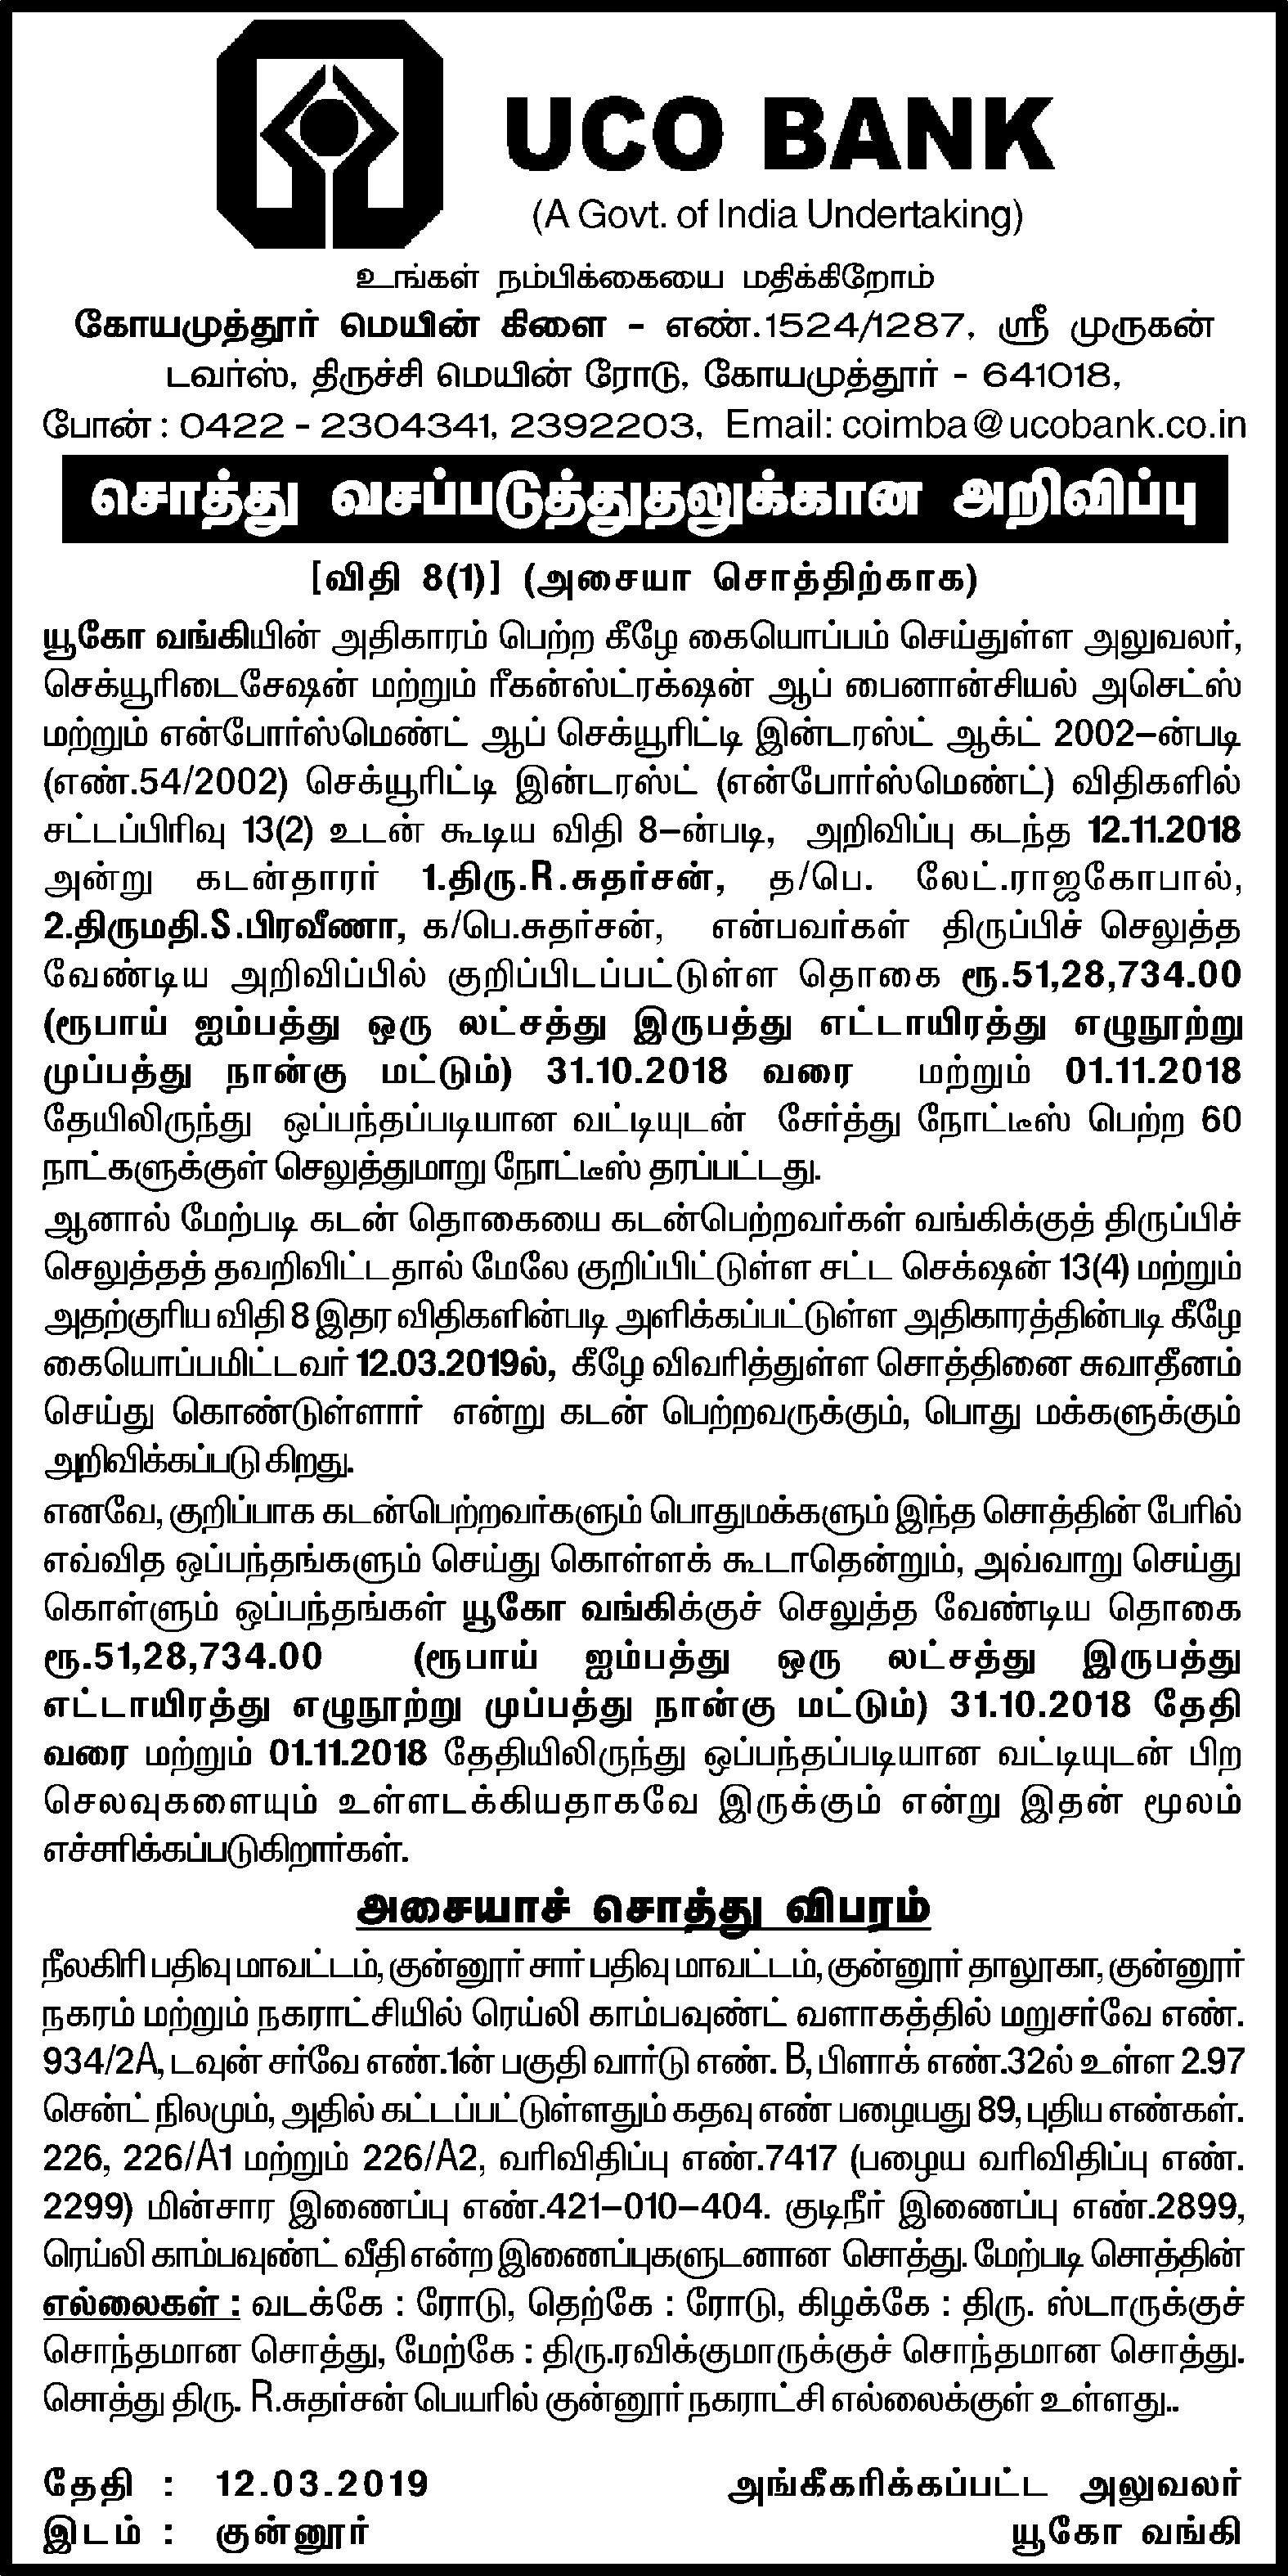 UCO BANK
(A Govt. of India Undertaking)
உங்கள் நம்பிக்கையை மதிக்கிறோம்
கோயமுத்தூர் மெயின் கிளை - எண்.1524/1287, ஸ்ரீ முருகன்
டவர்ஸ், திருச்சி மெயின் ரோடு, கோயமுத்தூர் - 641018,
போன் : 0422 - 2304341, 2392203, Email: coimba@ucobank.co.in
சொத்து வசப்படுத்துதலுக்கான அறிவிப்பு
[விதி 8(1)] (அசையா சொத்திற்காக)
யூகோ வங்கியின் அதிகாரம் பெற்ற கீழே கையொப்பம் செய்துள்ள அலுவலர்,
செக்யூரிடைசேஷன் மற்றும் ரீகன்ஸ்ட்ரக்ஷன் ஆப் பைனான்சியல் அசெட்ஸ்
மற்றும் என்போர்ஸ்மெண்ட் ஆப் செக்யூரிட்டி இன்டரஸ்ட் ஆக்ட் 2002-ன்படி
(எண்.54/2002) செக்யூரிட்டி இன்டரஸ்ட் (என்போர்ஸ்மெண்ட்) விதிகளில்
சட்டப்பிரிவு 13(2) உடன் கூடிய விதி 8-ன்படி, அறிவிப்பு கடந்த 12.11.2018
அன்று கடன்தாரர் 1.திரு.R.சுதர்சன், த/பெ. லேட்.ராஜகோபால்,
2.திருமதி.S.பிரவீணா, க/பெ.சுதர்சன், என்பவர்கள் திருப்பிச் செலுத்த
வேண்டிய அறிவிப்பில் குறிப்பிடப்பட்டுள்ள தொகை ரூ.51,28,734.00
(ரூபாய் ஐம்பத்து ஒரு லட்சத்து இருபத்து எட்டாயிரத்து எழுநூற்று
முப்பத்து நான்கு மட்டும்) 31.10.2018 வரை மற்றும் 01.11.2018
தேயிலிருந்து ஒப்பந்தப்படியான வட்டியுடன் சேர்த்து நோட்டீஸ் பெற்ற 60
நாட்களுக்குள் செலுத்துமாறு நோட்டீஸ் தரப்பட்டது.
ஆனால் மேற்படி கடன் தொகையை கடன்பெற்றவர்கள் வங்கிக்குத் திருப்பிச்
செலுத்தத் தவறிவிட்டதால் மேலே குறிப்பிட்டுள்ள சட்ட செக்ஷன் 13(4) மற்றும்
அதற்குரிய விதி 8 இதர விதிகளின்படி அளிக்கப்பட்டுள்ள அதிகாரத்தின்படி கீழே
கையொப்பமிட்டவர் 12.03.2019ல், கீழே விவரித்துள்ள சொத்தினை சுவாதீனம்
செய்து கொண்டுள்ளார் என்று கடன் பெற்றவருக்கும், பொது மக்களுக்கும்
அறிவிக்கப்படுகிறது.
எனவே, குறிப்பாக கடன்பெற்றவர்களும் பொதுமக்களும் இந்த சொத்தின் பேரில்
எவ்வித ஒப்பந்தங்களும் செய்து கொள்ளக் கூடாதென்றும், அவ்வாறு செய்து
கொள்ளும் ஒப்பந்தங்கள் யூகோ வங்கிக்குச் செலுத்த வேண்டிய தொகை
ரூ.51,28,734.00 (ரூபாய் ஐம்பத்து ஒரு லட்சத்து இருபத்து
எட்டாயிரத்து எழுநூற்று முப்பத்து நான்கு மட்டும்) 31.10.2018 தேதி
வரை மற்றும் 01.11.2018 தேதியிலிருந்து ஒப்பந்தப்படியான வட்டியுடன் பிற
செலவுகளையும் உள்ளடக்கியதாகவே இருக்கும் என்று இதன் மூலம்
எச்சரிக்கப்படுகிறார்கள்.
அசையாச் சொத்து விபரம்
நீலகிரி பதிவு மாவட்டம், குன்னூர் சார் பதிவு மாவட்டம், குன்னூர் தாலூகா, குன்னூர்
நகரம் மற்றும் நகராட்சியில் ரெய்லி காம்பவுண்ட் வளாகத்தில் மறுசர்வே எண்.
934/2A, டவுன் சர்வே எண்.1ன் பகுதி வார்டு எண். B, பிளாக் எண்.32ல் உள்ள 2.97
சென்ட் நிலமும், அதில் கட்டப்பட்டுள்ளதும் கதவு எண் பழையது 89, புதிய எண்கள்.
226, 226/A1 மற்றும் 226/A2, வரிவிதிப்பு எண்.7417 (பழைய வரிவிதிப்பு எண்.
2299) மின்சார இணைப்பு எண்.421-010-404. குடிநீர் இணைப்பு எண்.2899,
ரெய்லி காம்பவுண்ட் வீதி என்ற இணைப்புகளுடனான சொத்து. மேற்படி சொத்தின்
எல்லைகள் : வடக்கே : ரோடு, தெற்கே : ரோடு, கிழக்கே : திரு. ஸ்டாருக்குச்
சொந்தமான சொத்து, மேற்கே : திரு.ரவிக்குமாருக்குச் சொந்தமான சொத்து.
சொத்து திரு. R.சுதர்சன் பெயரில் குன்னூர் நகராட்சி எல்லைக்குள் உள்ளது..
தேதி : 12.03.2019 அங்கீகரிக்கப்பட்ட அலுவலர்
இடம் : குன்னூர் யூகோ வங்கி